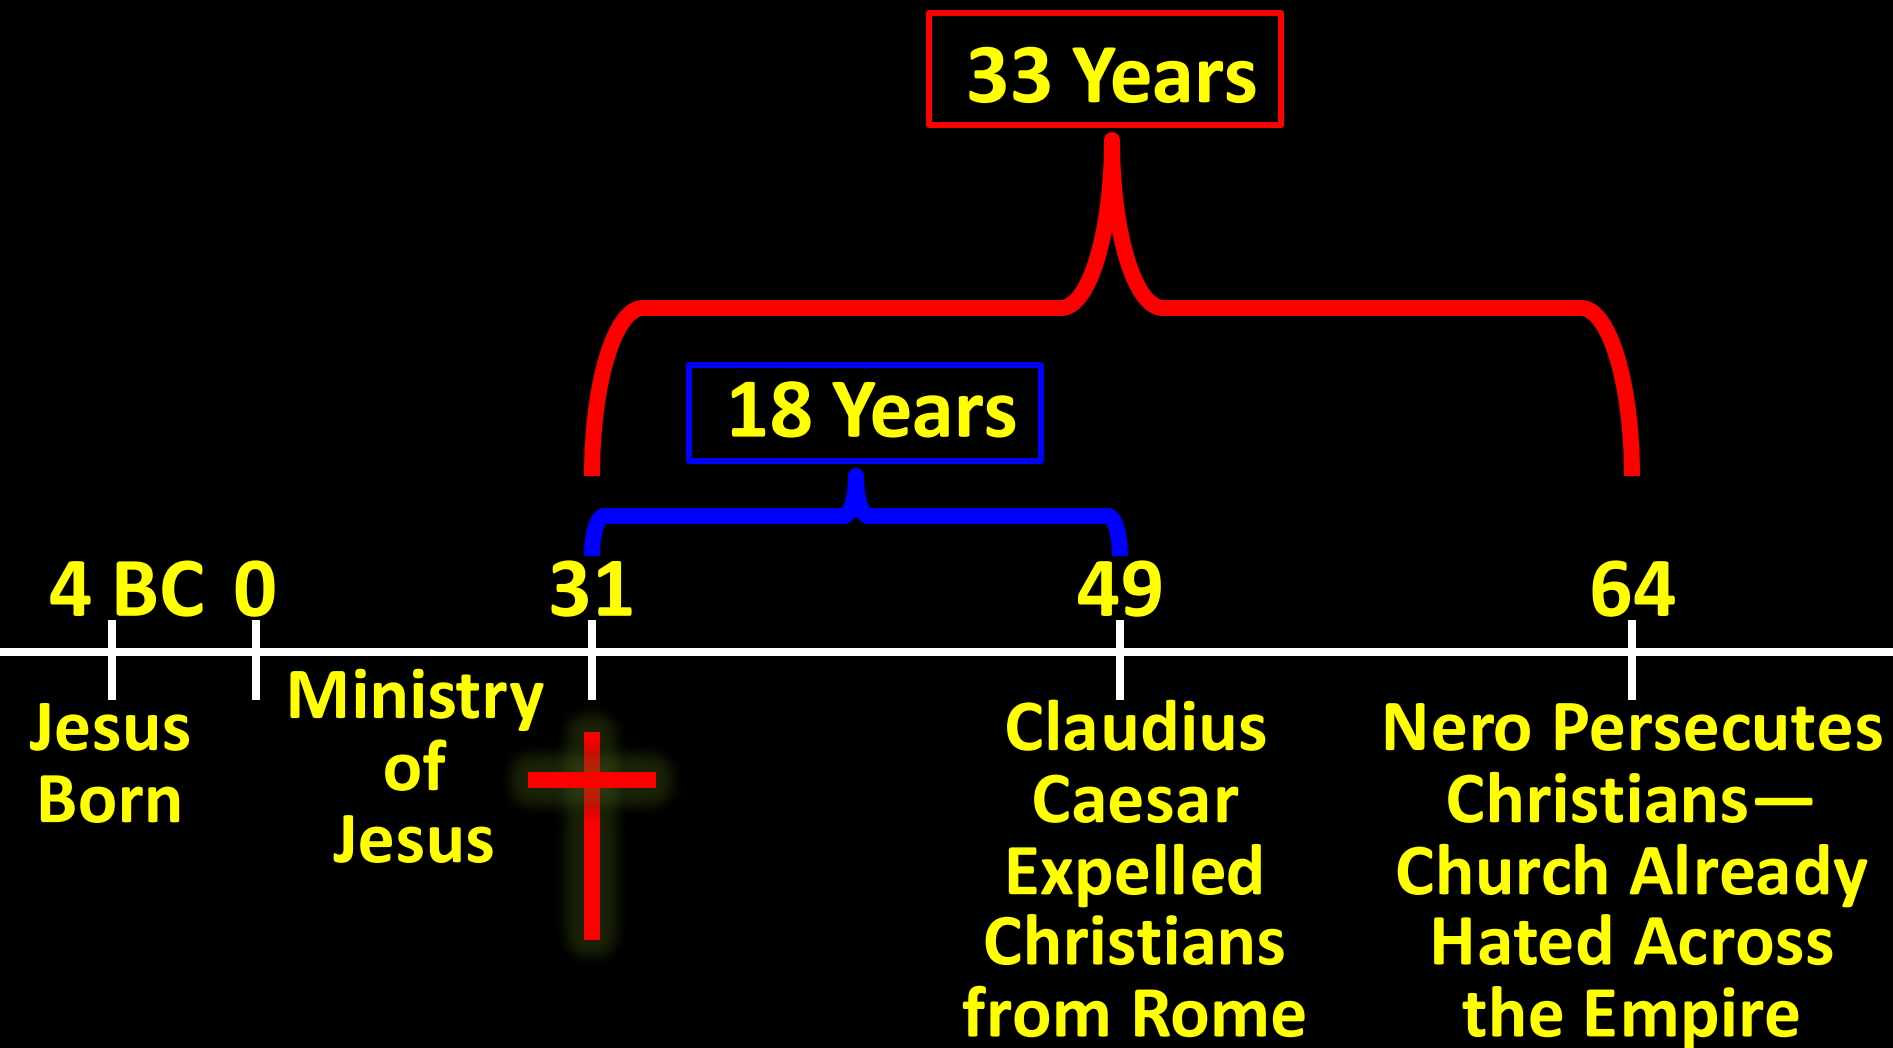 33 Years
18 Years
4 BC 0 31 49 64
Jesus
Born
Ministry
of
Jesus
Claudius
Caesar
Expelled
Christians
from Rome
Nero Persecutes
Christians—
Church Already
Hated Across
the Empire